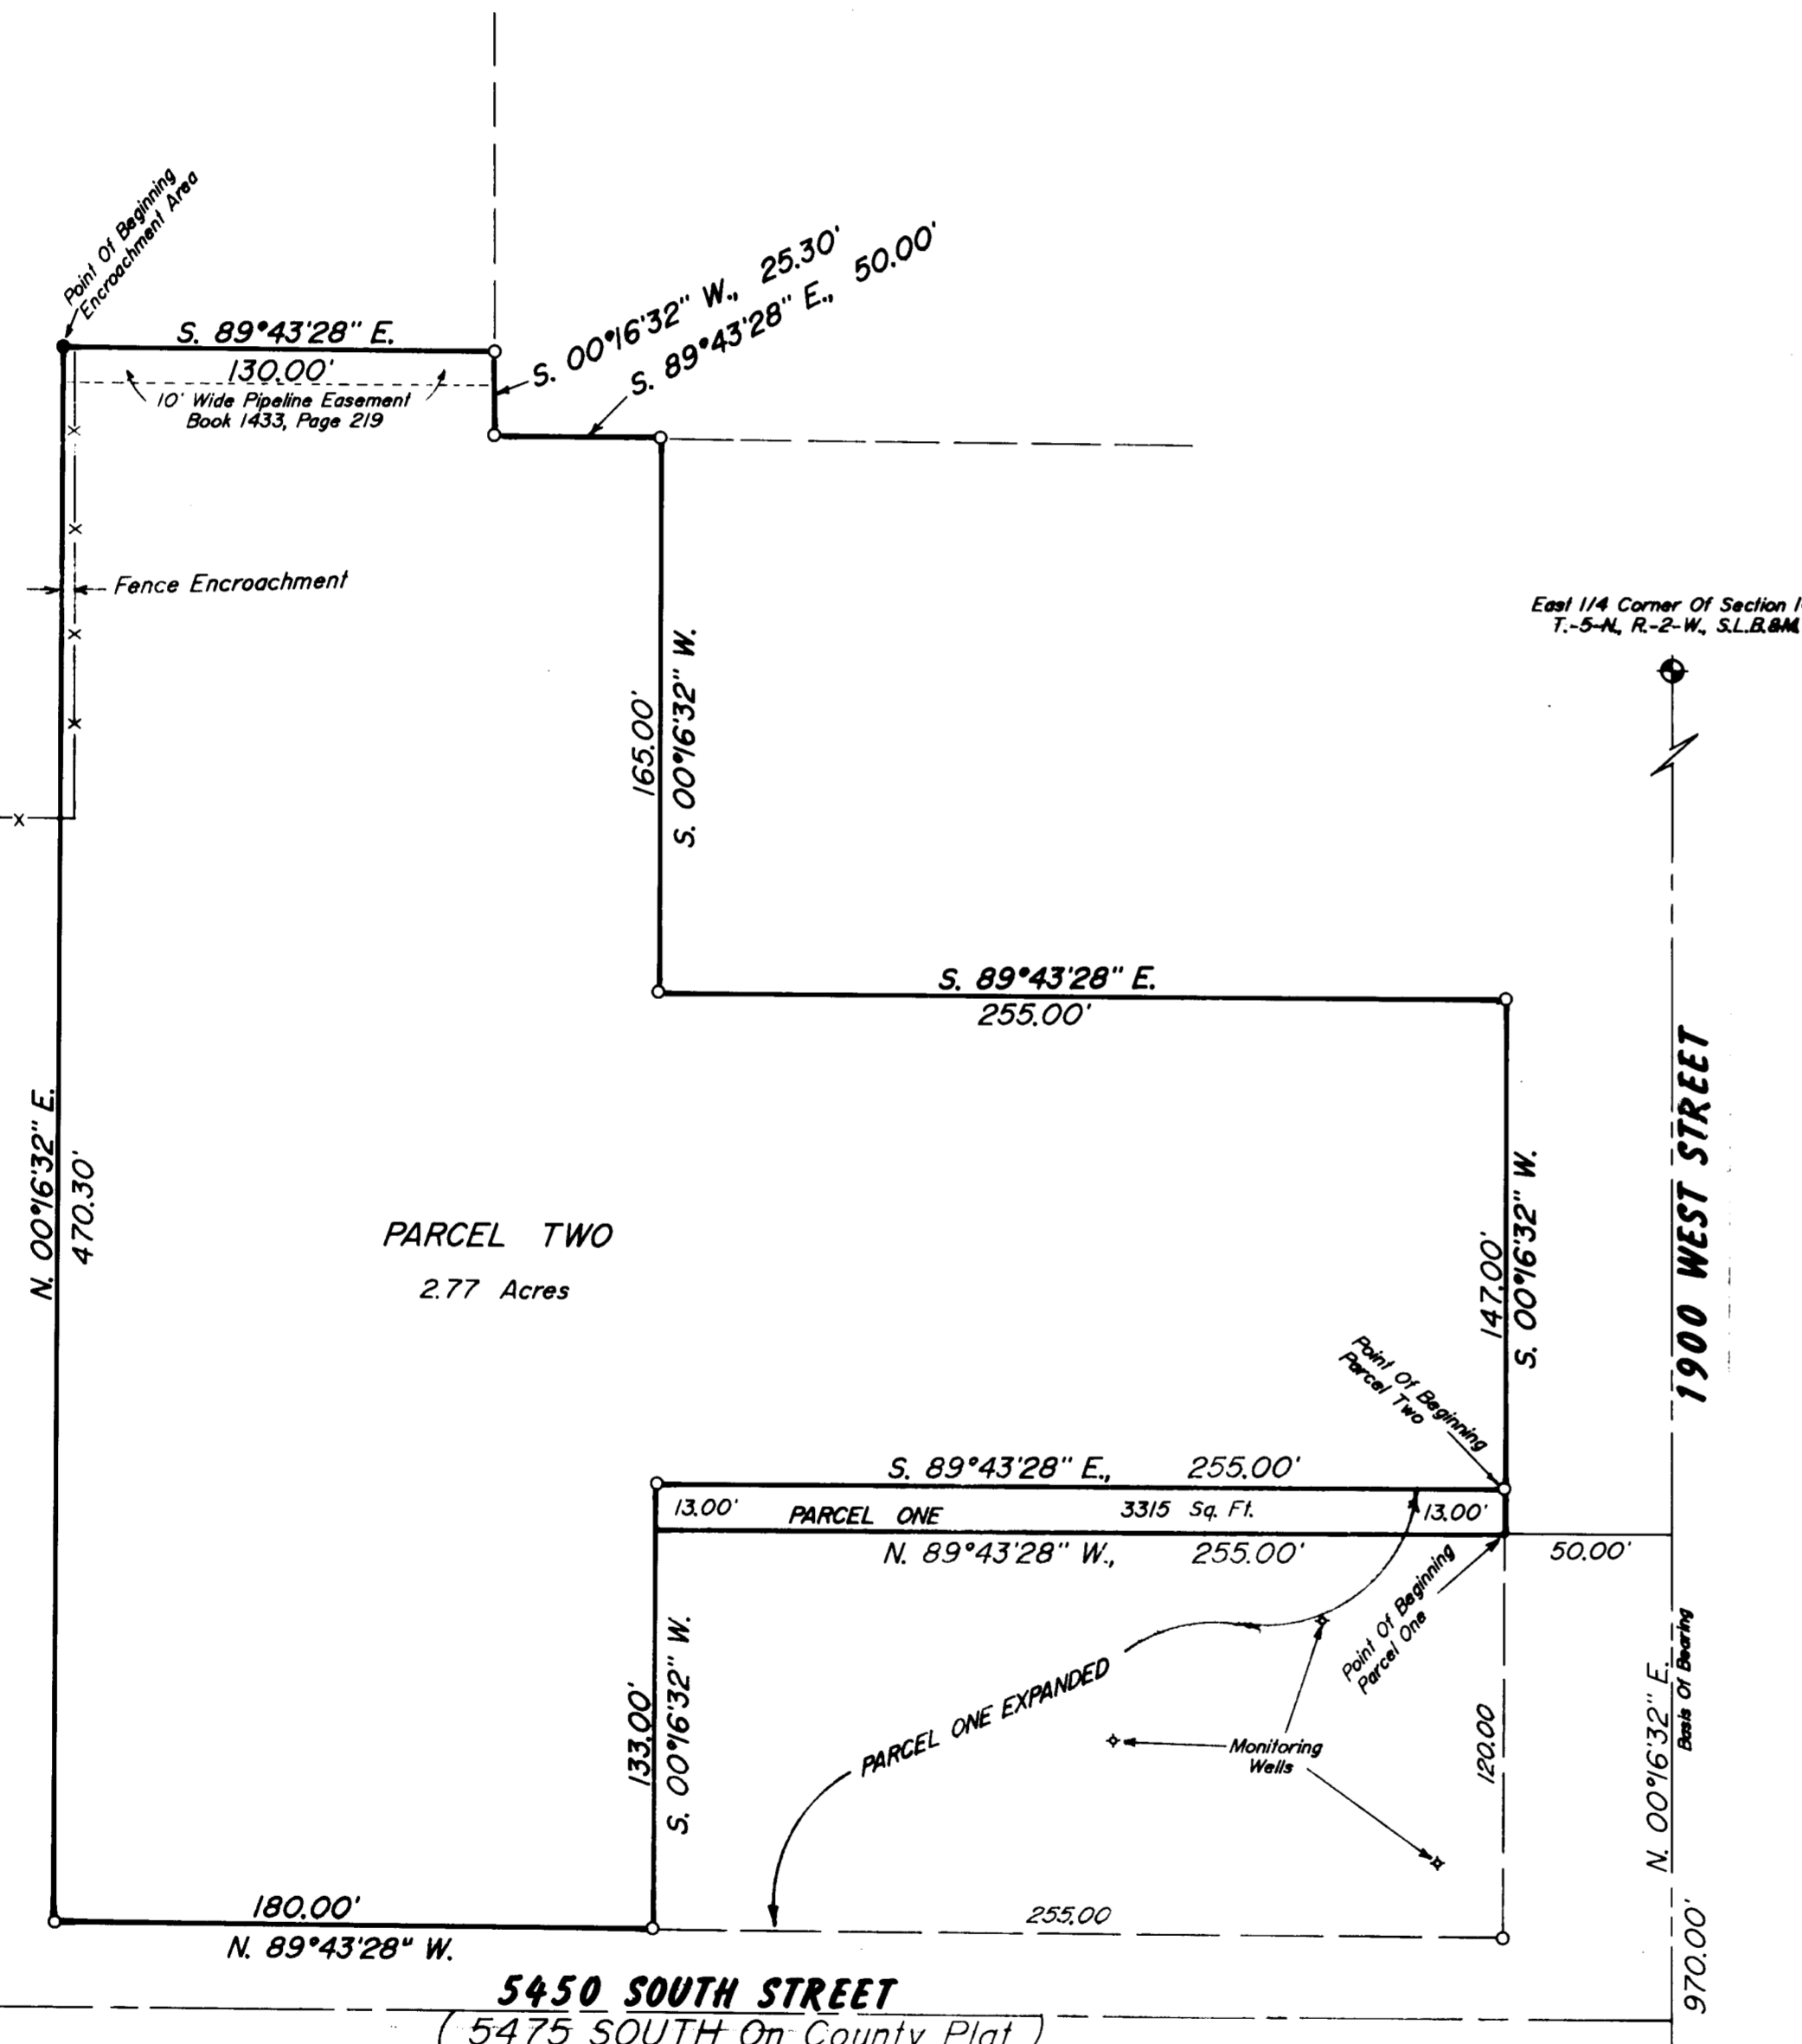 Point Of Beginning
Encroachment Area
S. 00°16'32" W., 25.30'
S. 89°43'28" E., 50.00'
S. 89°43'28" E.
130.00'
10' Wide Pipeline Easement
Book 1433, Page 219
Fence Encroachment
East 1/4 Corner Of Section
T.-5-N., R.-2-W., S.L.B.&M.
165.00'
S. 00°16'32" W.
S. 89°43'28" E.
255.00'
N. 00°16'32" E.
470.30'
PARCEL TWO
2.77 Acres
147.00'
S. 00°16'32" W.
1900 WEST STREET
Point Of Beginning
Parcel Two
S. 89°43'28" E., 255.00'
13.00' PARCEL ONE 3315 Sq. Ft. 13.00'
N. 89°43'28" W., 255.00'
50.00'
Point Of Beginning
Parcel One
133.00'
S. 00°16'32" W.
PARCEL ONE EXPANDED
Monitoring
Wells
120.00
N. 00°16'32" E.
Basis Of Bearing
970.00'
180.00'
N. 89°43'28" W.
255.00
5450 SOUTH STREET
(5475 SOUTH On County Plat)